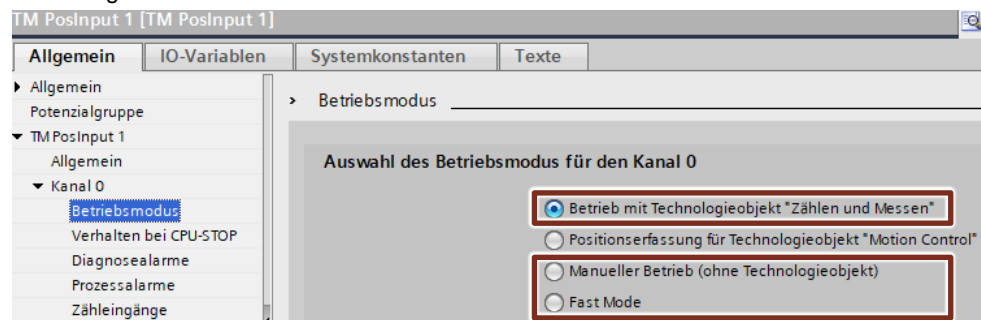 TM PosInput 1 [TM PosInput 1]
Allgemein
IO-Variablen
Systemkonstanten
Texte
Allgemein
Potenzialgruppe
TM PosInput 1
Allgemein
Kanal 0
Betriebsmodus
Verhalten bei CPU-STOP
Diagnosealarme
Prozessalarme
Zähleingänge
Betriebsmodus
Auswahl des Betriebsmodus für den Kanal 0
Betrieb mit Technologieobjekt "Zählen und Messen"
Positionserfassung für Technologieobjekt "Motion Control"
Manueller Betrieb (ohne Technologieobjekt)
Fast Mode